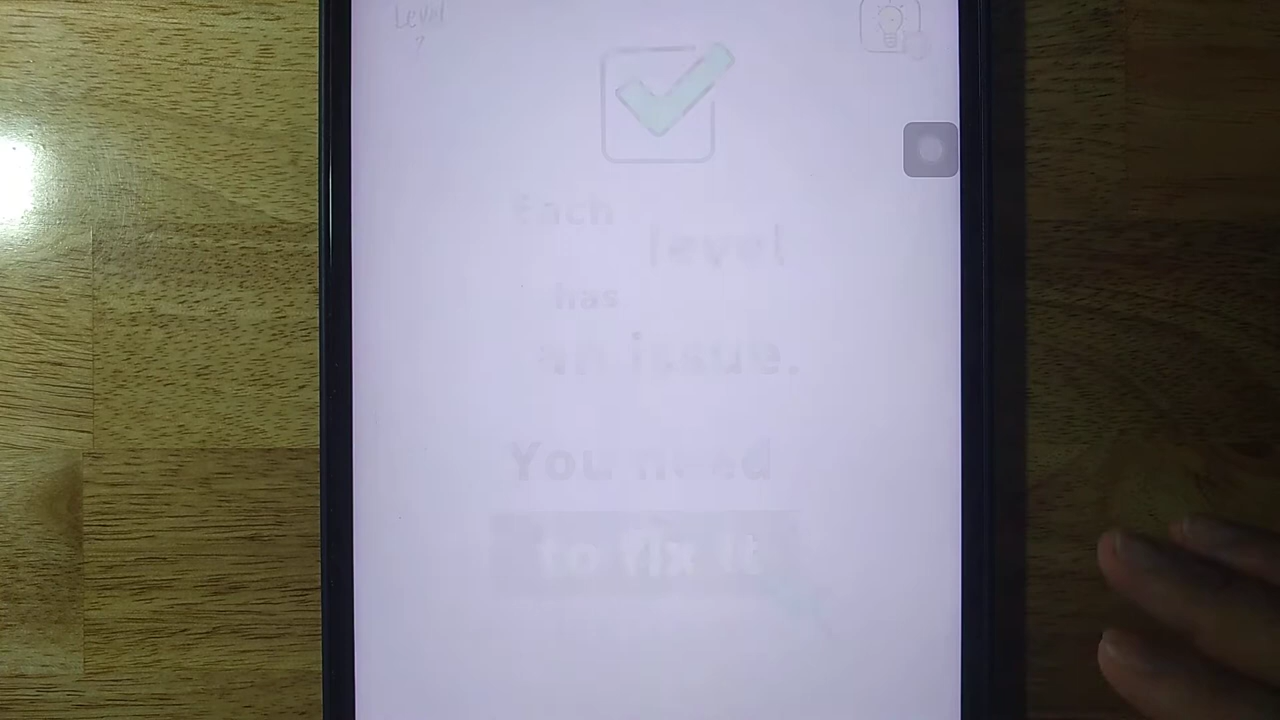 Level
?
Each
level
has
an issue.
You need
to fix it